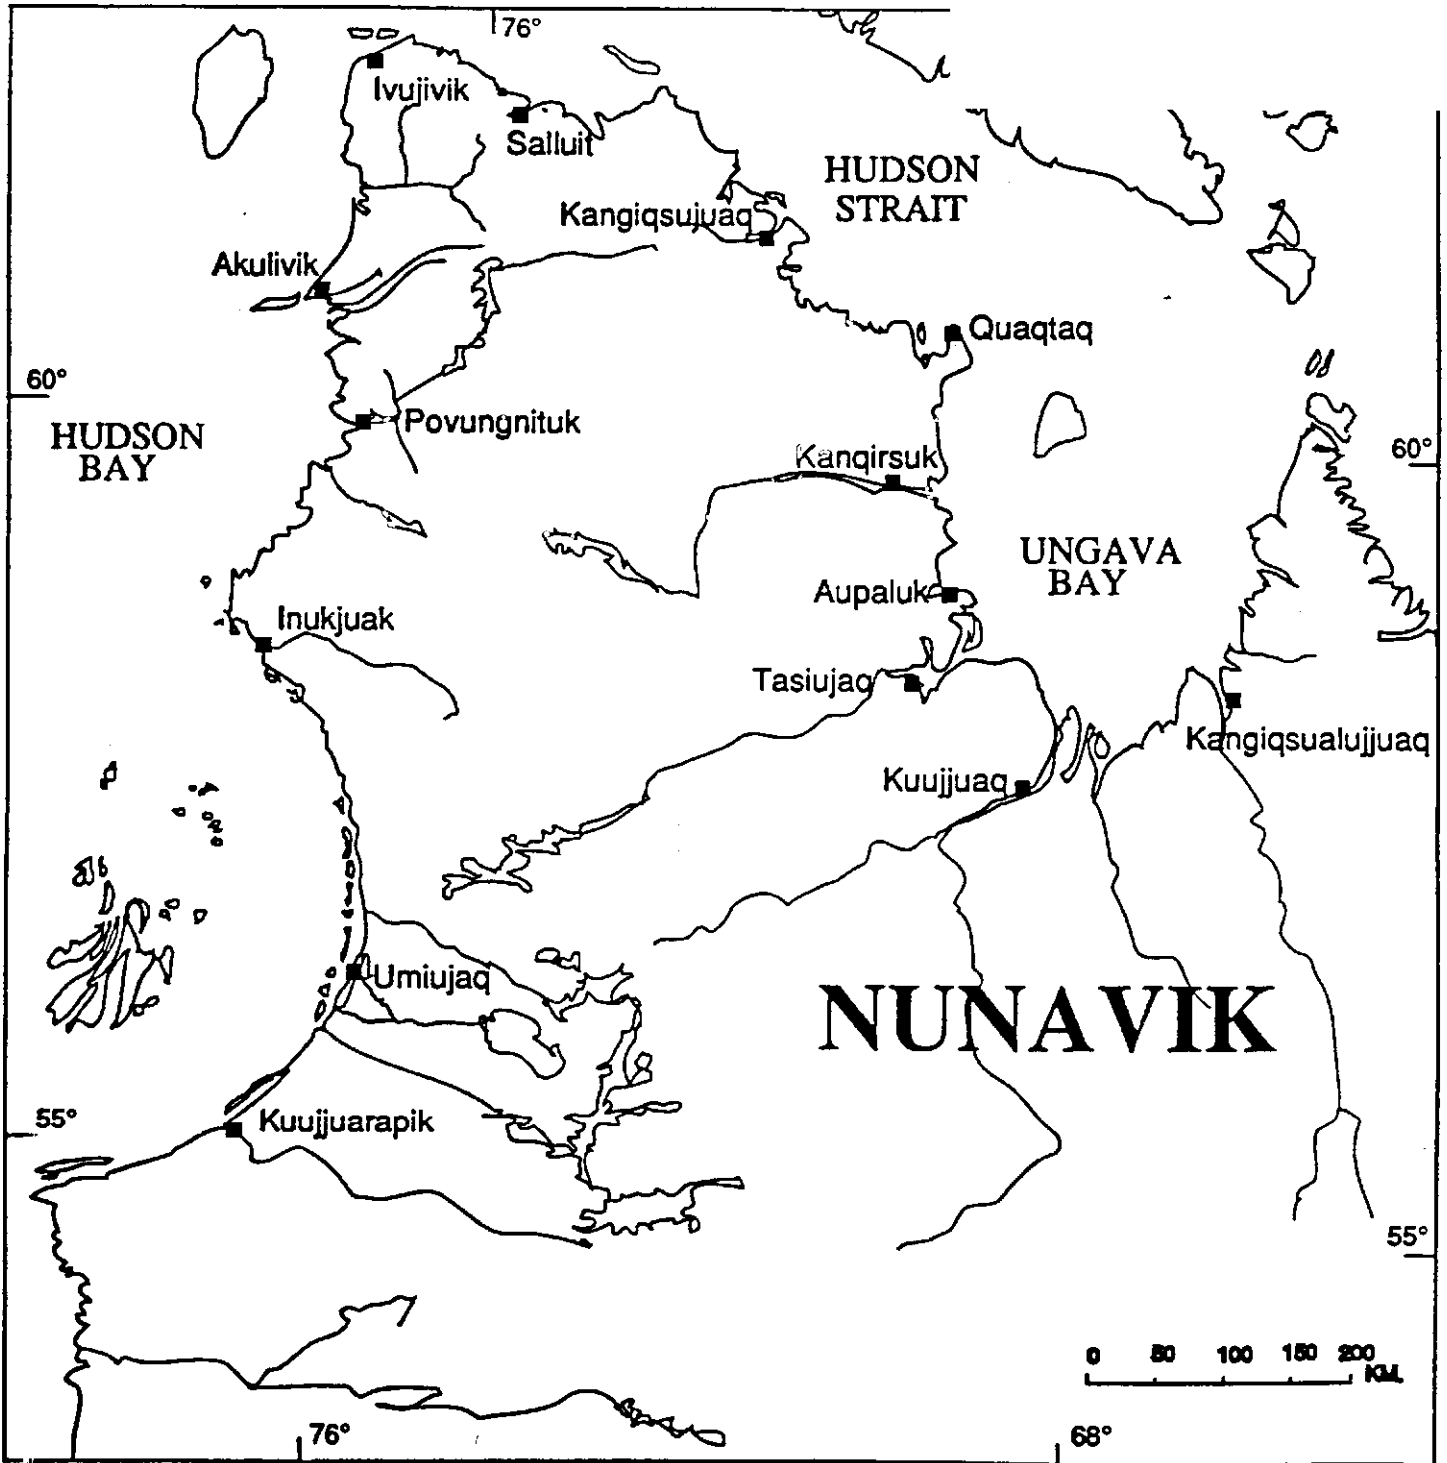 76°
Ivujivik
Salluit
HUDSON
STRAIT
Kangiqsujuaq
Akulivik
Quaqtaq
60°
Povungnituk
HUDSON
BAY
60°
Kanqirsuk
UNGAVA
BAY
Aupaluk
Inukjuak
Tasiujaq
Kangiqsualujjuaq
Kuujjuaq
Umiujaq
NUNAVIK
55°
Kuujjuarapik
55°
0 50 100 150 200
KM.
76°
68°